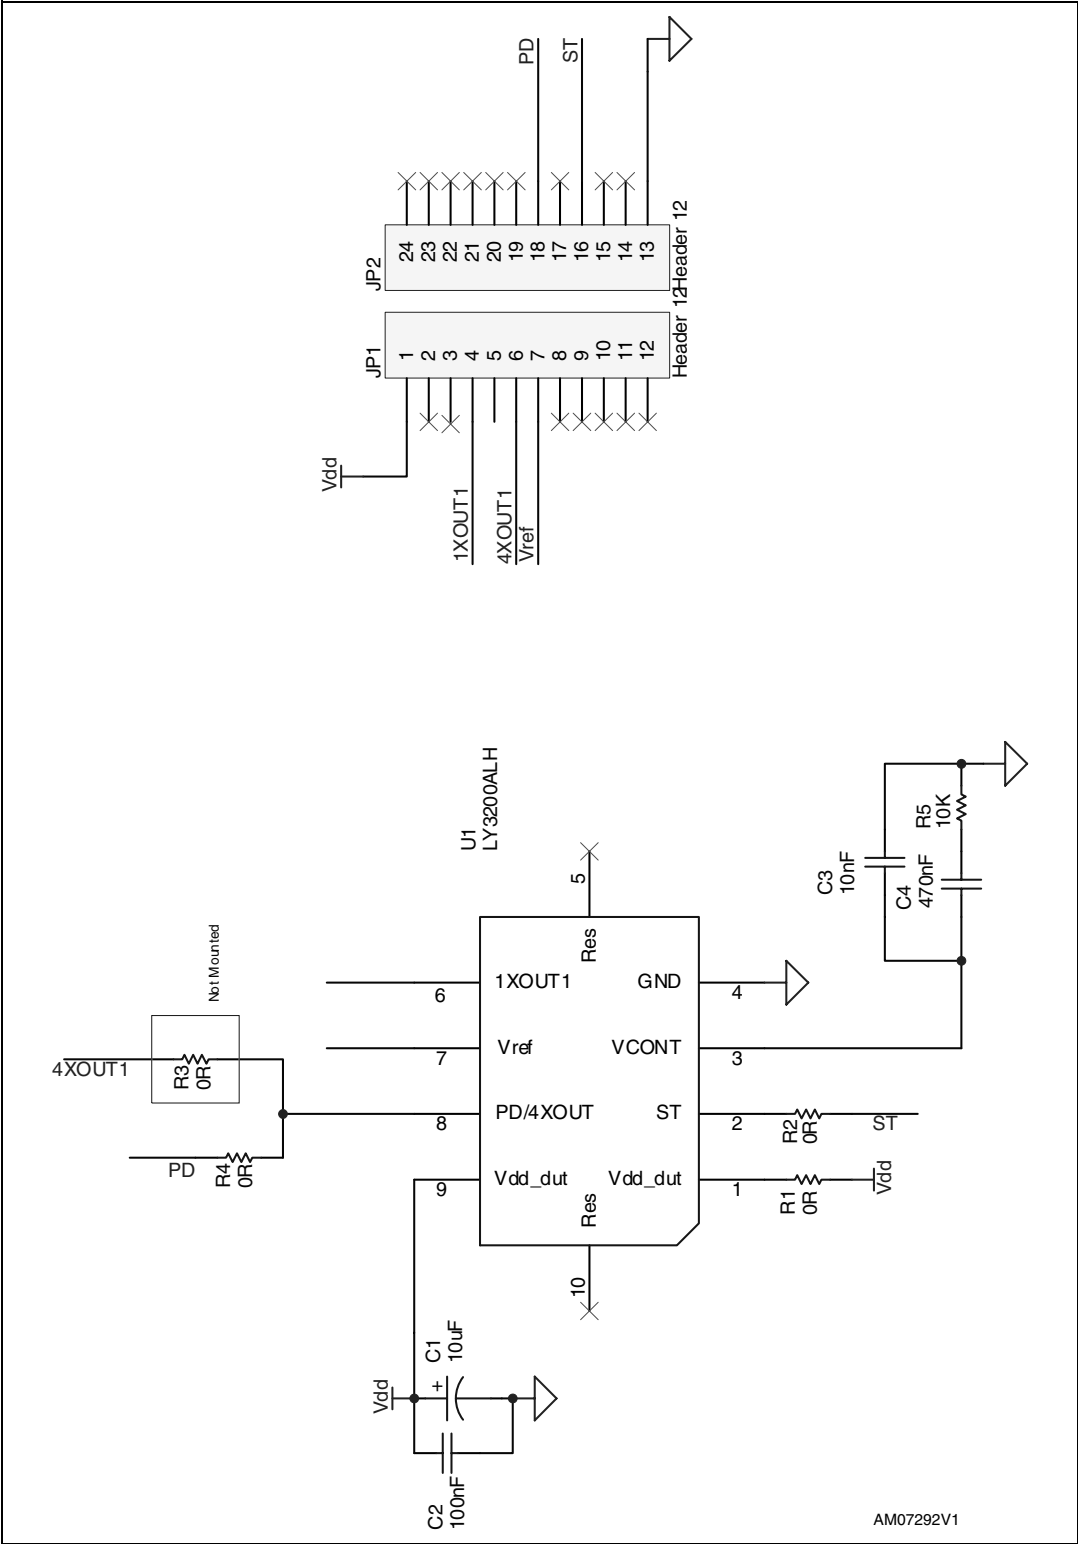 PD
ST
24
23
22
21
20
19
18
17
16
15
14
13
JP2
Header 12
JP1
1
2
3
4
5
6
7
8
9
10
11
12
Header 12
Vdd
1XOUT1
4XOUT1
Vref
U1
LY3200ALH
5
Res
C3
10nF
C4
470nF
R5
10K
Not Mounted
4XOUT1
R3
0R
PD
R4
0R
6
1XOUT1
GND
4
7
Vref
VCONT
3
8
PD/4XOUT
ST
2
R2
0R
ST
9
Vdd_dut
Vdd_dut
1
R1
0R
Vdd
Res
10
Vdd
C1
10uF
+
C2
100nF
AM07292V1